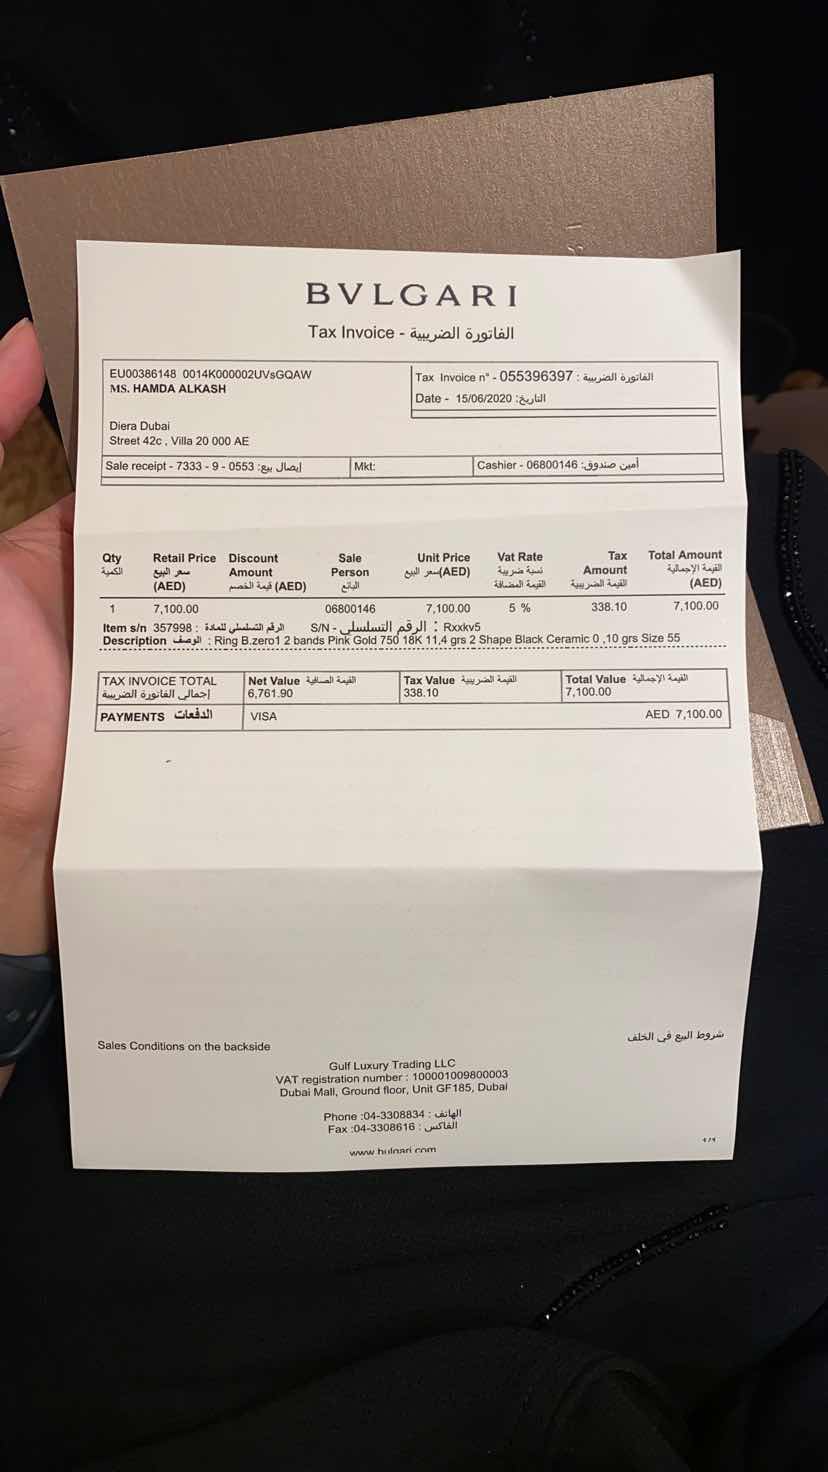 BVLGARI
Tax Invoice - الفاتورة الضريبية
EU00386148 0014K000002UVsGQAW
MS. HAMDA ALKASH
Diera Dubai
Street 42c , Villa 20 000 AE
Tax Invoice n° - 055396397 : الفاتورة الضريبية
Date - 15/06/2020 :التاريخ
Sale receipt - 7333 - 9 - 0553 :إيصال بيع
Mkt:
Cashier - 06800146 :أمين صندوق
Qty الكمية
Retail Price سعر البيع (AED)
Discount Amount قيمة الخصم (AED)
Sale Person البائع
Unit Price سعر البيع(AED)
Vat Rate نسبة ضريبة القيمة المضافة
Tax Amount القيمة الضريبية
Total Amount القيمة الإجمالية (AED)
1 7,100.00 06800146 7,100.00 5 % 338.10 7,100.00
Item s/n 357998 : الرقم التسلسلي للمادة S/N - الرقم التسلسلي : Rxxkv5
Description الوصف : Ring B.zero1 2 bands Pink Gold 750 18K 11,4 grs 2 Shape Black Ceramic 0 ,10 grs Size 55
TAX INVOICE TOTAL إجمالي الفاتورة الضريبة
Net Value القيمة الصافية 6,761.90
Tax Value القيمة الضريبية 338.10
Total Value القيمة الإجمالية 7,100.00
PAYMENTS الدفعات VISA AED 7,100.00
Sales Conditions on the backside
شروط البيع في الخلف
Gulf Luxury Trading LLC
VAT registration number : 100001009800003
Dubai Mall, Ground floor, Unit GF185, Dubai
Phone :04-3308834 : الهاتف
Fax :04-3308616 : الفاكس
www.bulgari.com